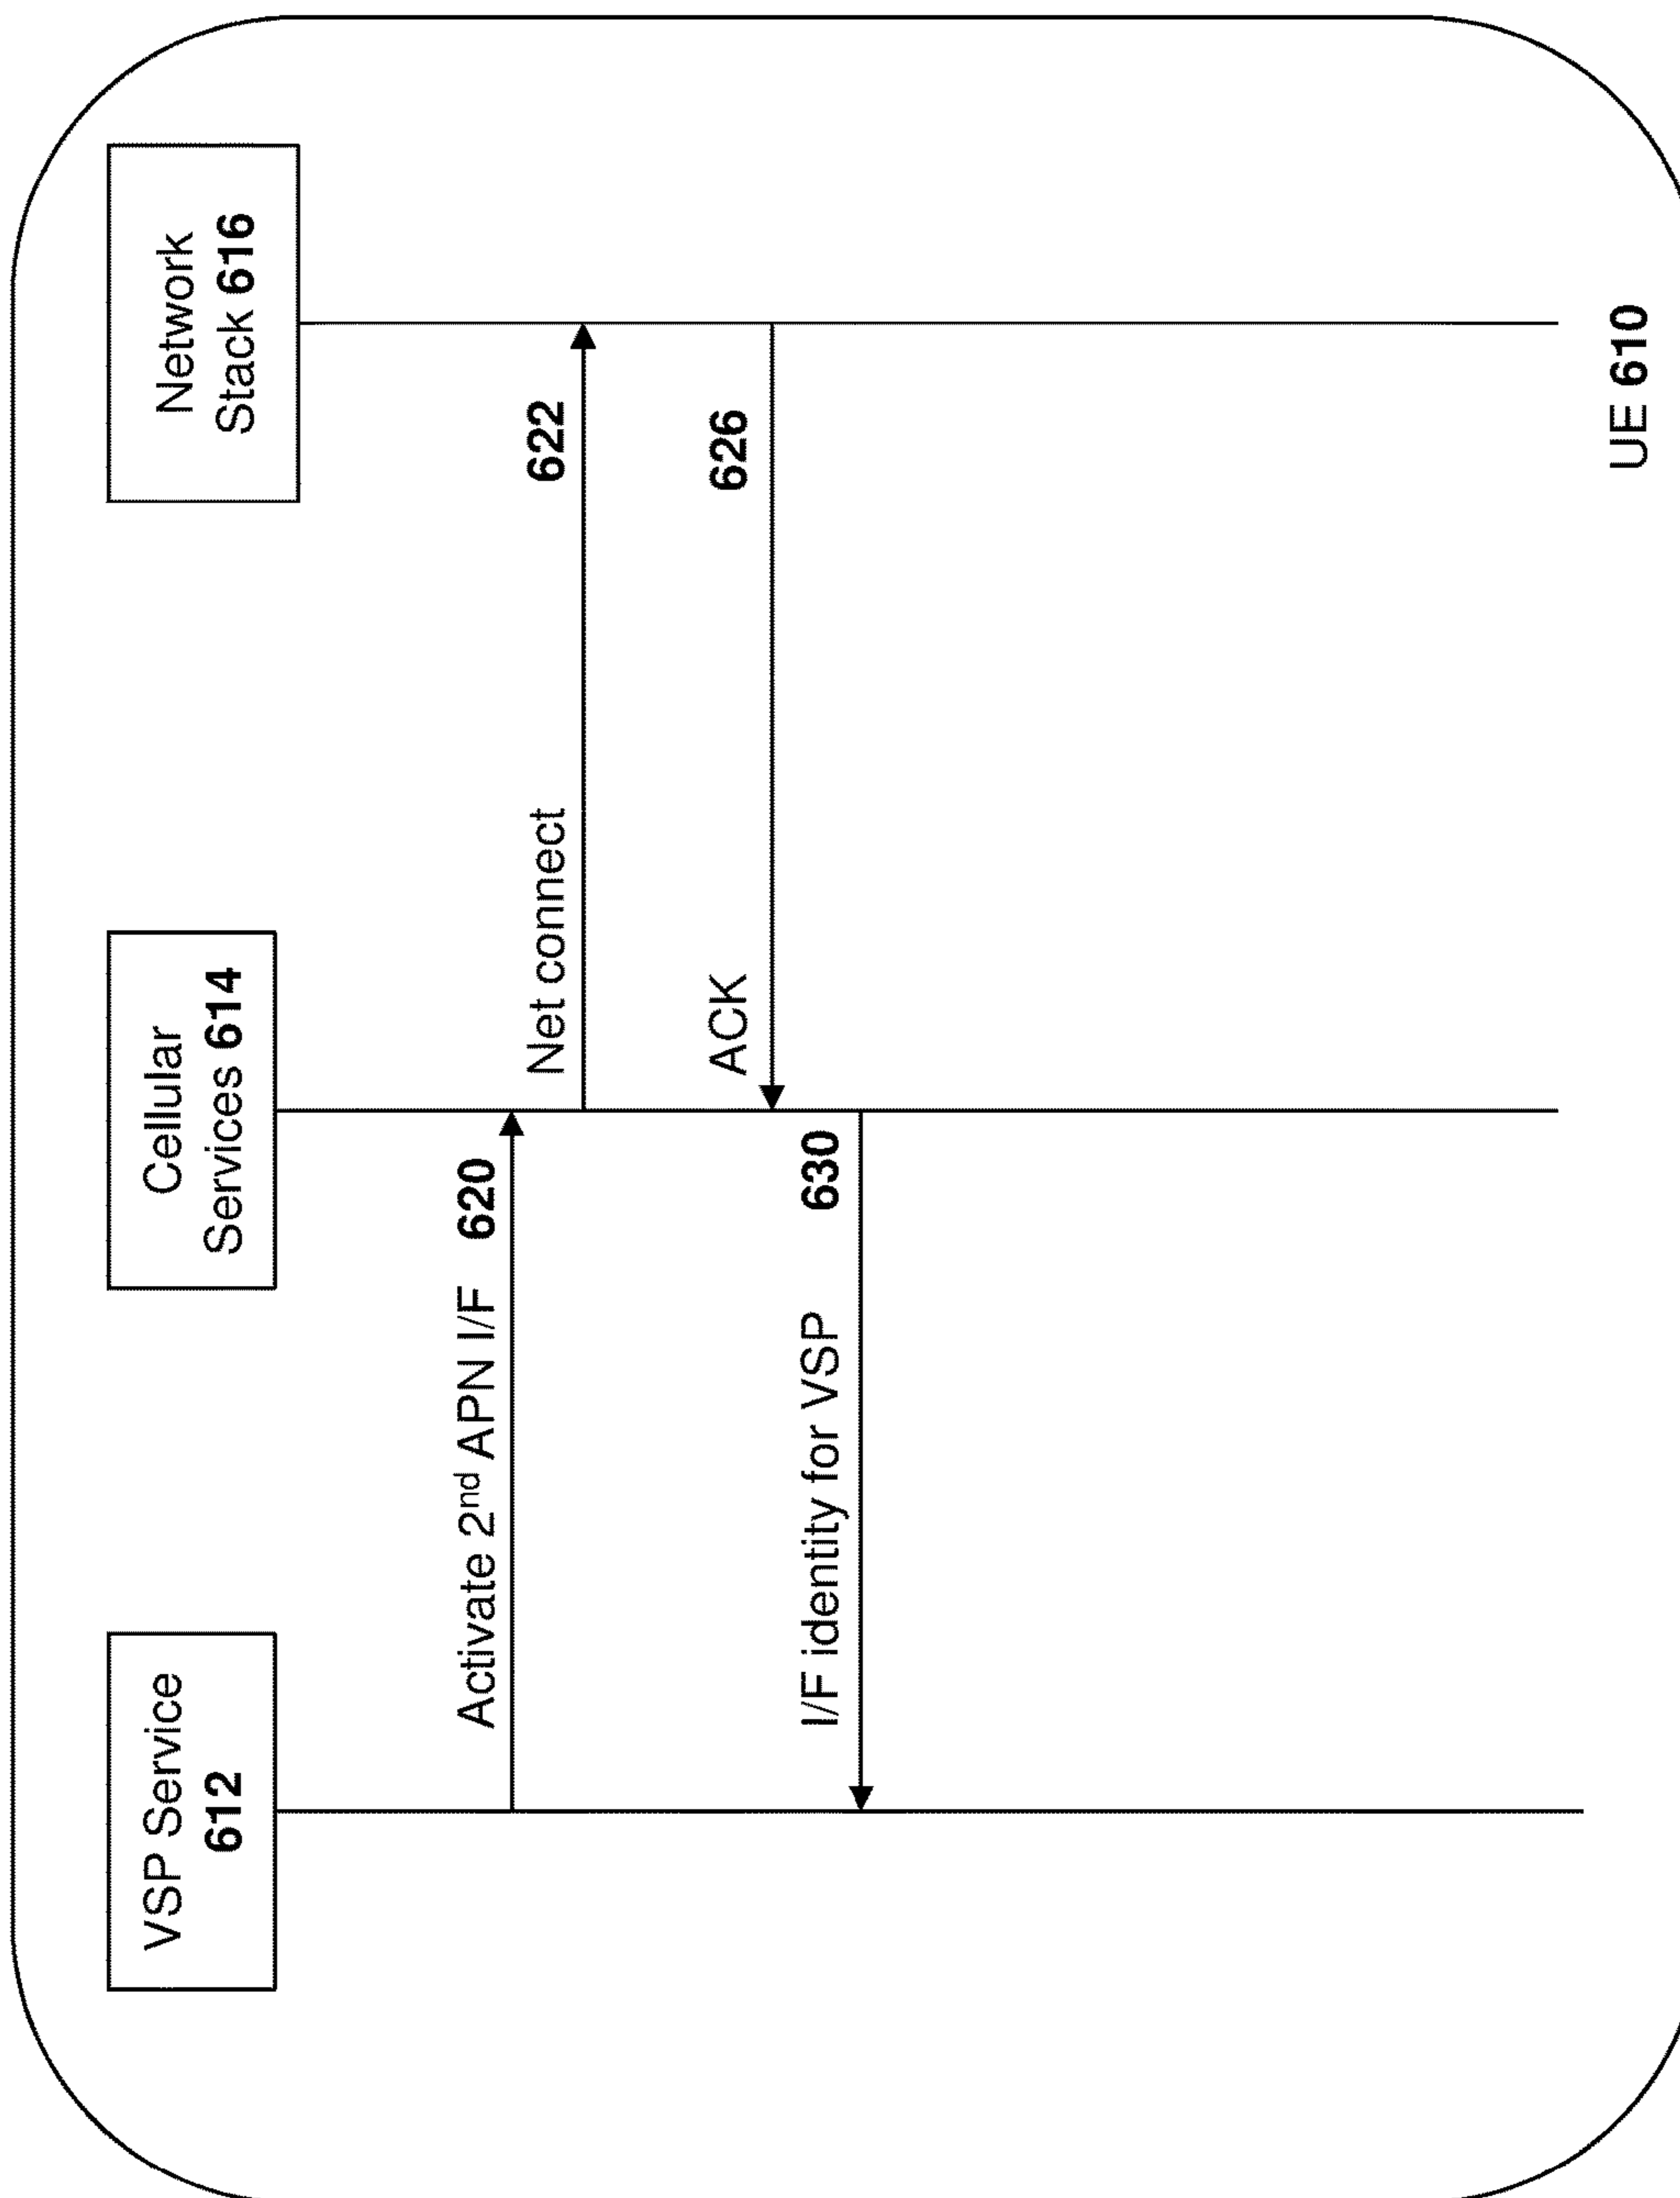 VSP Service
612
Cellular
Services 614
Network
Stack 616
Activate 2nd APN I/F 620
Net connect 622
ACK 626
I/F identity for VSP 630
UE 610